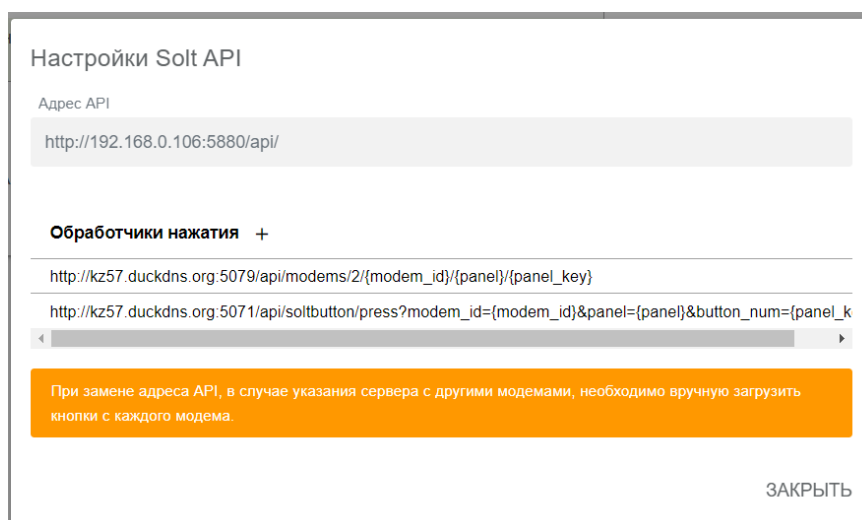 Настройки Solt API
Адрес API
http://192.168.0.106:5880/api/
Обработчики нажатия +
http://kz57.duckdns.org:5079/api/modems/2/{modem_id}/{panel}/{panel_key}
http://kz57.duckdns.org:5071/api/soltbutton/press?modem_id={modem_id}&panel={panel}&button_num={panel_k
При замене адреса API, в случае указания сервера с другими модемами, необходимо вручную загрузить
кнопки с каждого модема.
ЗАКРЫТЬ